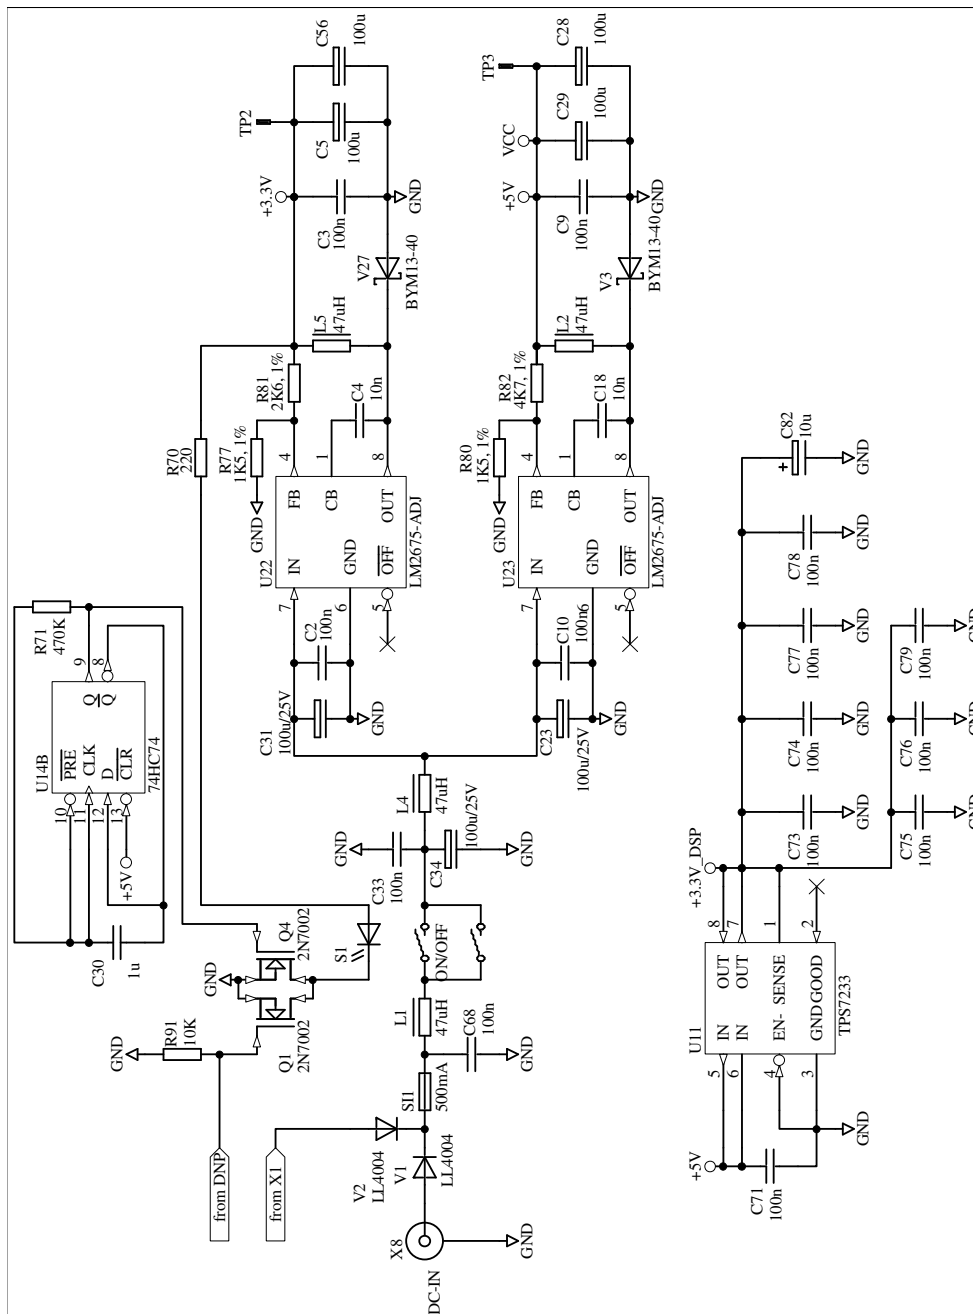 DC-IN
X8
V1
LL4004
V2
LL4004
from X1
from DNP
SI1
500mA
L1
47uH
C68
100n
GND
GND
ON/OFF
C33
100n
GND
C34
100u/25V
GND
L4
47uH
GND
R91
10K
Q1
2N7002
GND
Q4
2N7002
S1
C30
1u
U14B
74HC74
10
11
12
13
PRE
CLK
D
CLR
Q
Q
9
8
+5V
R71
470K
R70
220
C31
100u/25V
GND
C2
100n
U22
LM2675-ADJ
7
6
5
IN
GND
OFF
FB
CB
OUT
4
1
8
R77
1K5, 1%
GND
R81
2K6, 1%
C4
10n
L5
47uH
V27
BYM13-40
+3.3V
C3
100n
GND
TP2
C5
100u
C56
100u
C23
100u/25V
GND
C10
100n
U23
LM2675-ADJ
7
6
5
IN
GND
OFF
FB
CB
OUT
4
1
8
R80
1K5, 1%
GND
R82
4K7, 1%
C18
10n
L2
47uH
V3
BYM13-40
+5V
C9
100n
GND
VCC
C29
100u
TP3
C28
100u
+5V
C71
100n
GND
U11
TPS7233
5
6
4
3
IN
IN
EN-
GND
OUT
OUT
SENSE
GOOD
8
7
1
2
+3.3V_DSP
C73
100n
GND
C74
100n
GND
C77
100n
GND
C78
100n
GND
C82
10u
+
GND
C75
100n
GND
C76
100n
GND
C79
100n
GND